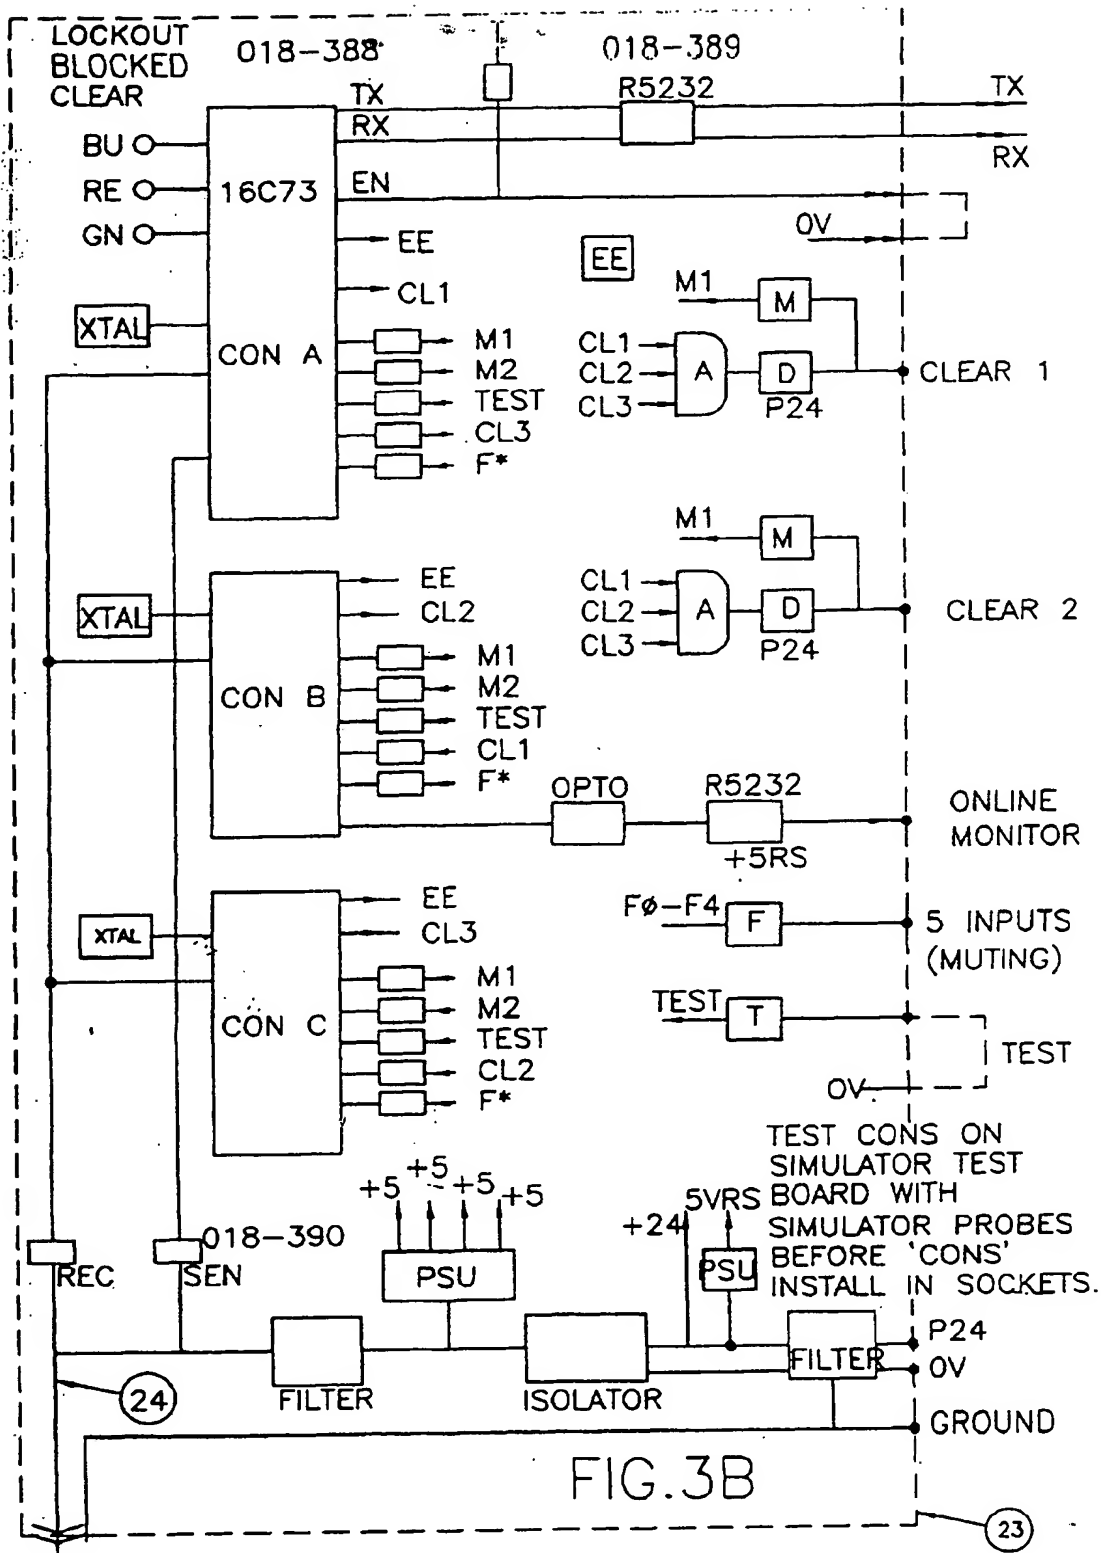 LOCKOUT
BLOCKED
CLEAR
018-388
018-389
TX
RX
R5232
TX
RX
BU
RE
GN
16C73
EN
EE
CL1
0V
EE
XTAL
CON A
M1
M2
TEST
CL3
F*
M1
M
CL1
CL2
CL3
A
D
P24
CLEAR 1
M1
M
CL1
CL2
CL3
A
D
P24
CLEAR 2
XTAL
CON B
EE
CL2
M1
M2
TEST
CL1
F*
OPTO
R5232
+5RS
ONLINE
MONITOR
XTAL
CON C
EE
CL3
M1
M2
TEST
CL2
F*
FØ-F4
F
5 INPUTS
(MUTING)
TEST
T
TEST
0V
TEST CONS ON
SIMULATOR TEST
BOARD WITH
SIMULATOR PROBES
BEFORE 'CONS'
INSTALL IN SOCKETS.
+5
+5
+5
+5
+24
5VRS
PSU
PSU
018-390
REC
SEN
FILTER
ISOLATOR
FILTER
P24
0V
GROUND
24
FIG.3B
23